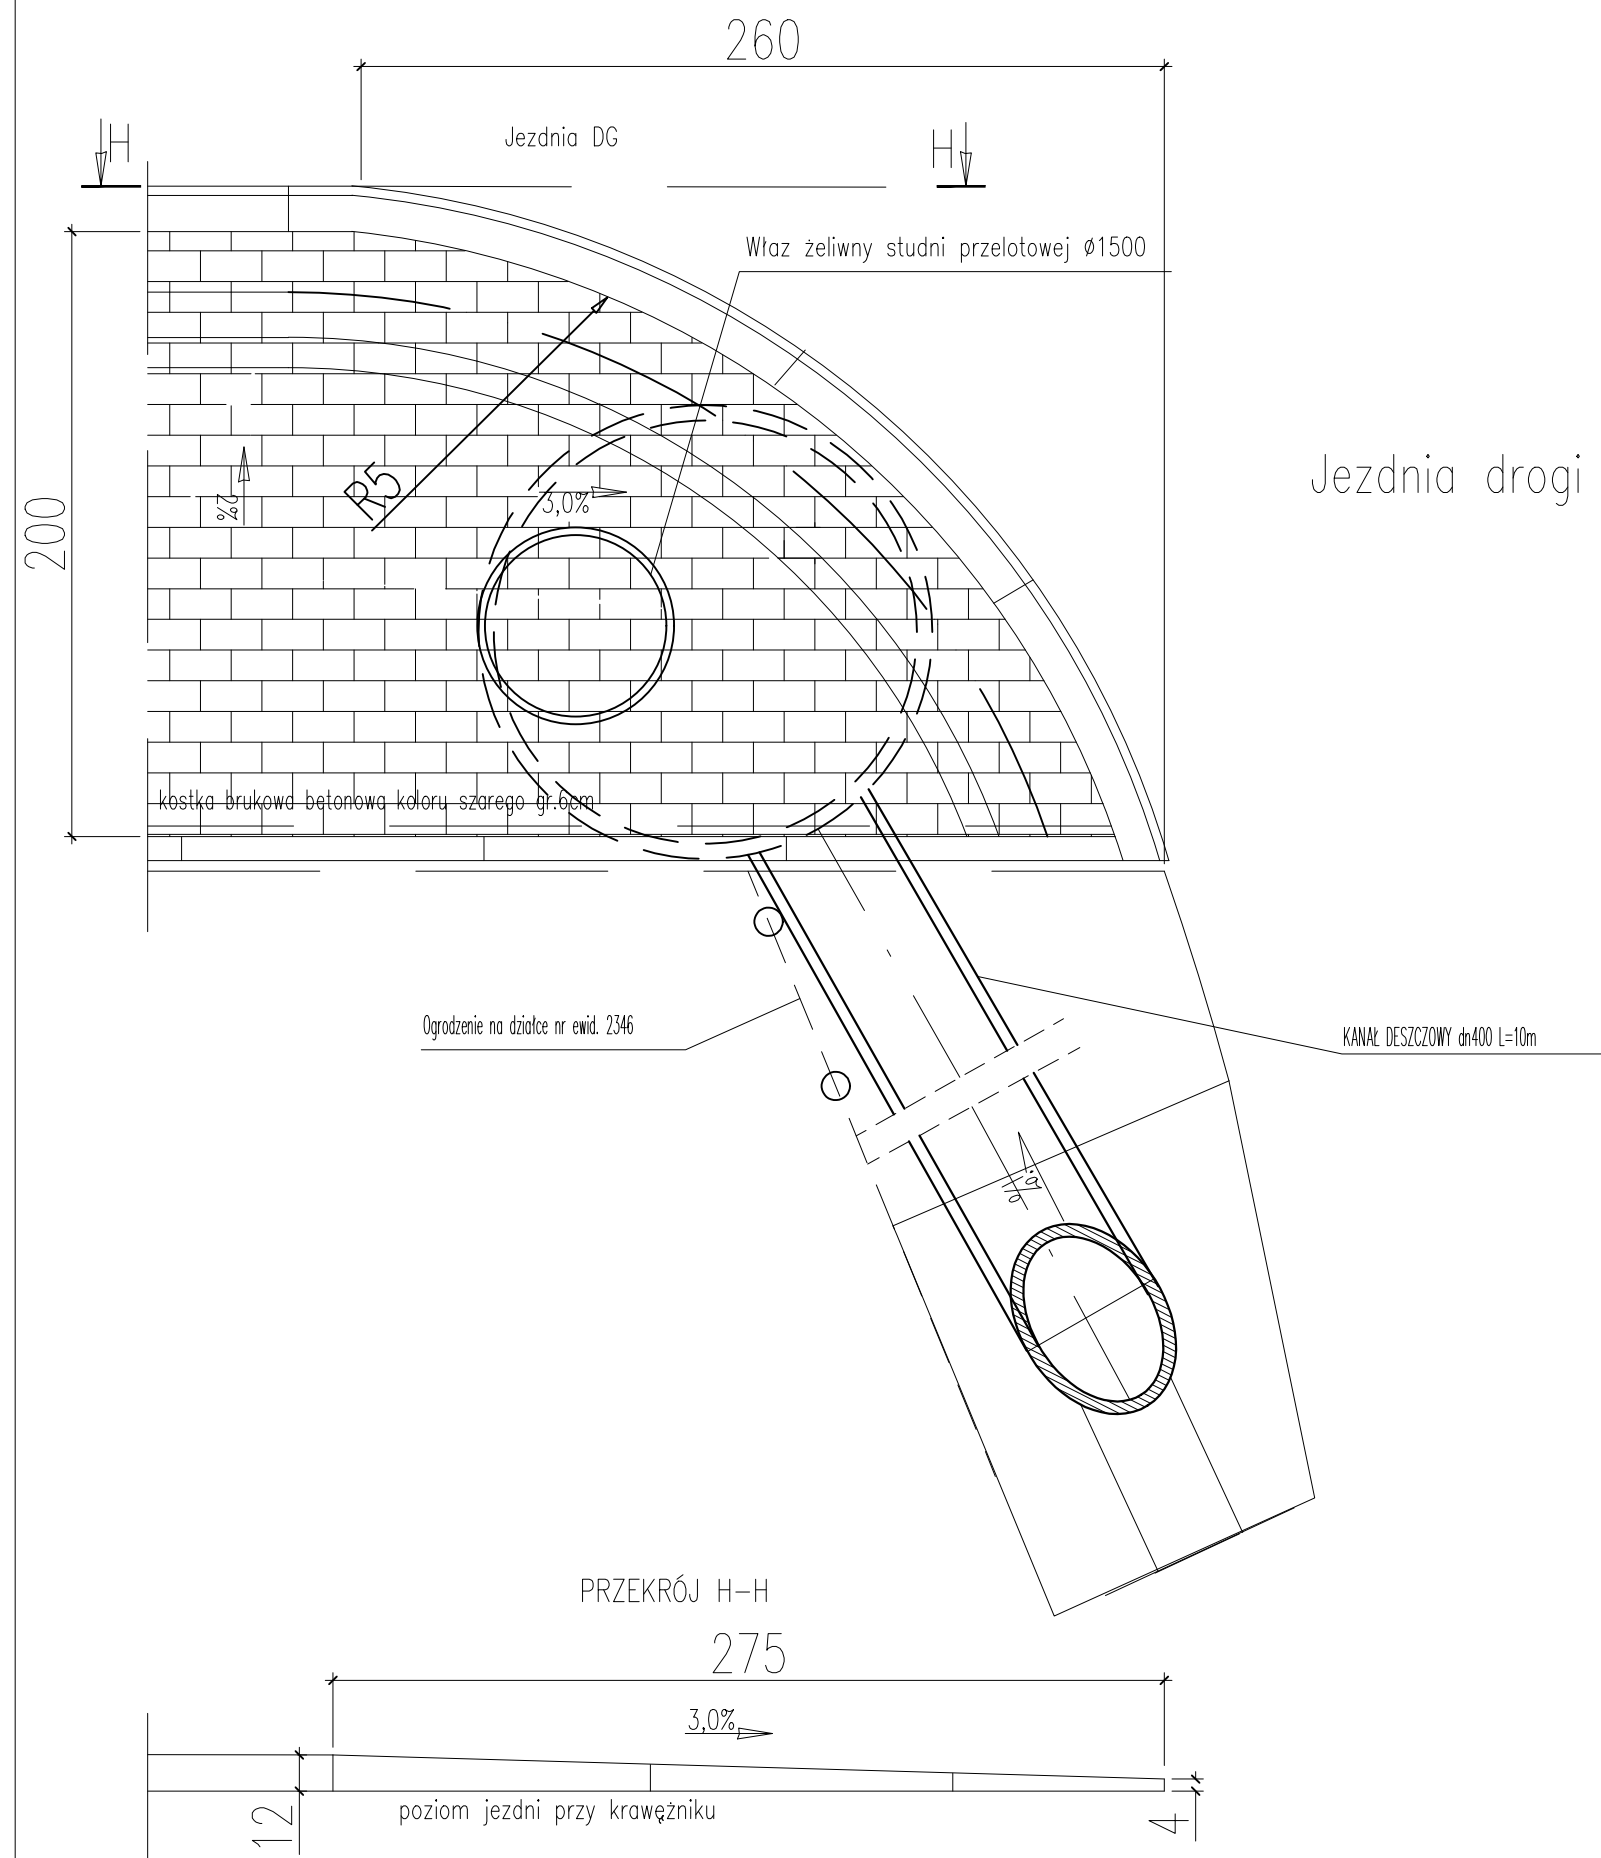 260
H
Jezdnia DG
H
Właz żeliwny studni przelotowej Ø1500
R5
Jezdnia drogi
3,0%
2%
200
kostka brukowa betonowa koloru szarego gr.6cm
Ogrodzenie na działce nr ewid. 2346
KANAŁ DESZCZOWY dn400 L=10m
PRZEKRÓJ H-H
275
3,0%
12
poziom jezdni przy krawężniku
4